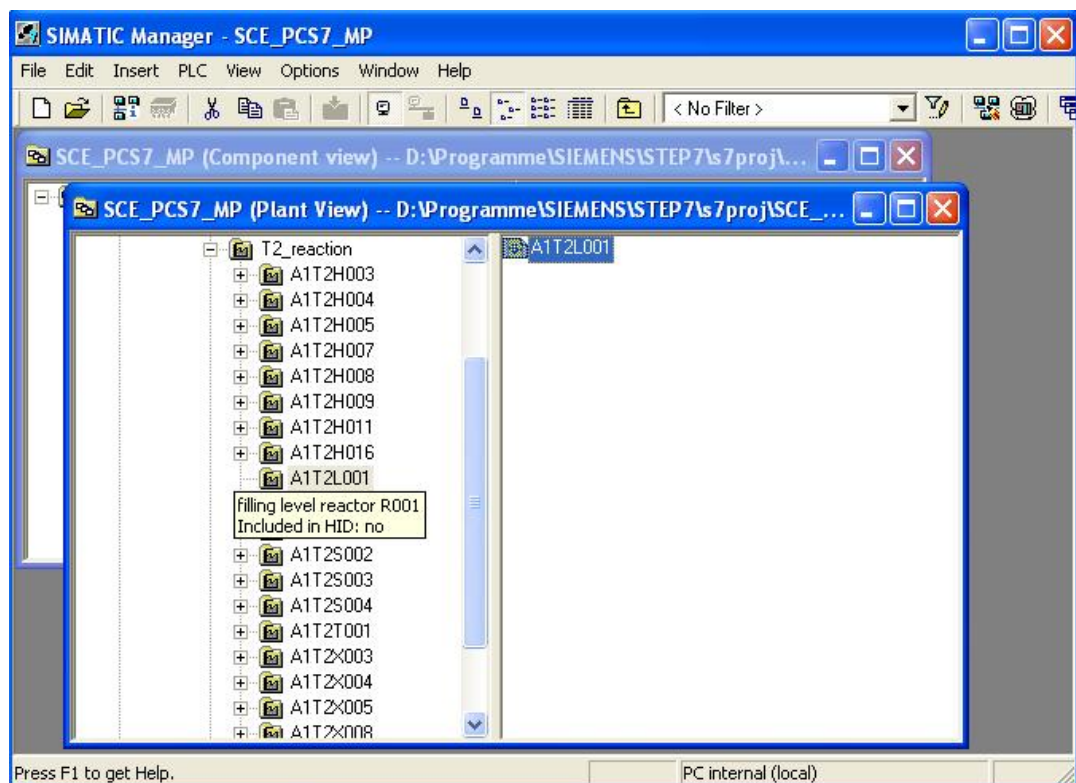 SIMATIC Manager - SCE_PCS7_MP
File Edit Insert PLC View Options Window Help
< No Filter >
SCE_PCS7_MP (Component view) -- D:\Programme\SIEMENS\STEP7\s7proj\...
SCE_PCS7_MP (Plant View) -- D:\Programme\SIEMENS\STEP7\s7proj\SCE_...
T2_reaction
A1T2H003
A1T2H004
A1T2H005
A1T2H007
A1T2H008
A1T2H009
A1T2H011
A1T2H016
A1T2L001
filling level reactor R001
Included in HID: no
A1T2S002
A1T2S003
A1T2S004
A1T2T001
A1T2X003
A1T2X004
A1T2X005
A1T2X008
A1T2L001
Press F1 to get Help.
PC internal (local)